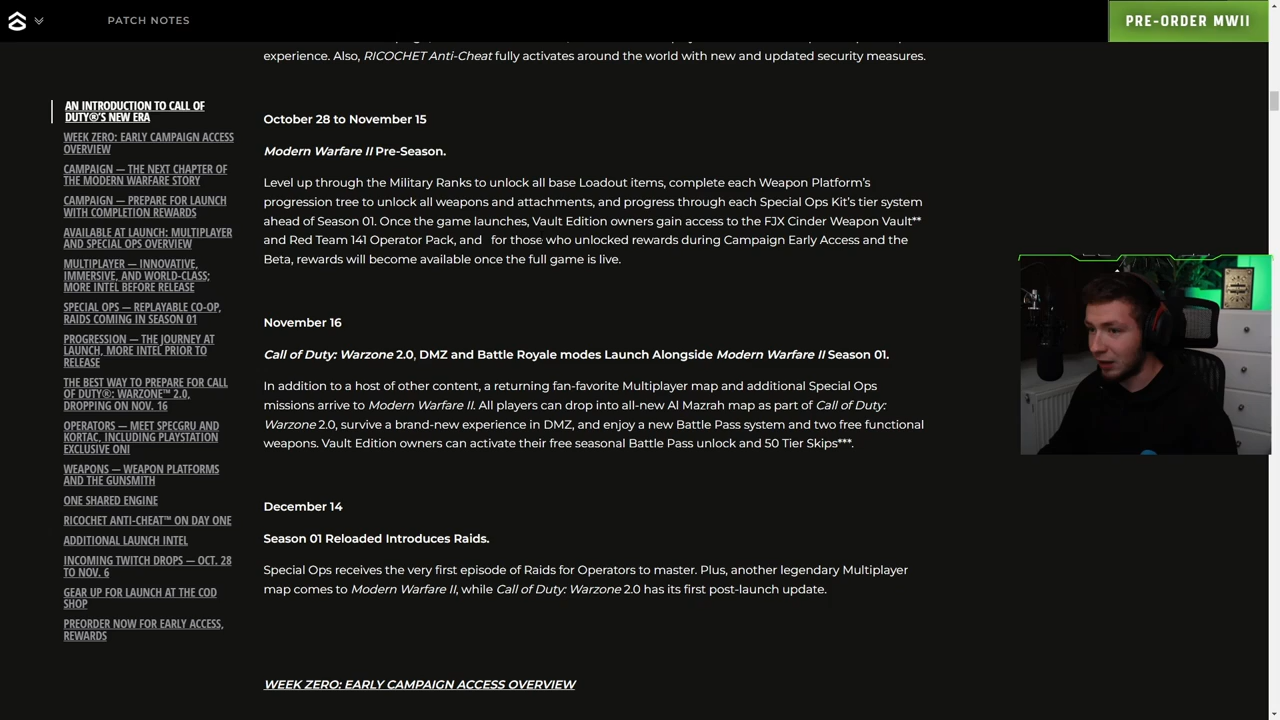 PATCH NOTES
PRE-ORDER MWII
AN INTRODUCTION TO CALL OF
DUTY®'S NEW ERA
WEEK ZERO: EARLY CAMPAIGN ACCESS
OVERVIEW
CAMPAIGN — THE NEXT CHAPTER OF
THE MODERN WARFARE STORY
CAMPAIGN — PREPARE FOR LAUNCH
WITH COMPLETION REWARDS
AVAILABLE AT LAUNCH: MULTIPLAYER
AND SPECIAL OPS OVERVIEW
MULTIPLAYER — INNOVATIVE,
IMMERSIVE, AND WORLD-CLASS;
MORE INTEL BEFORE RELEASE
SPECIAL OPS — REPLAYABLE CO-OP,
RAIDS COMING IN SEASON 01
PROGRESSION — THE JOURNEY AT
LAUNCH, MORE INTEL PRIOR TO
RELEASE
THE BEST WAY TO PREPARE FOR CALL
OF DUTY®: WARZONE™ 2.0,
DROPPING ON NOV. 16
OPERATORS — MEET SPECGRU AND
KORTAC, INCLUDING PLAYSTATION
EXCLUSIVE ONI
WEAPONS — WEAPON PLATFORMS
AND THE GUNSMITH
ONE SHARED ENGINE
RICOCHET ANTI-CHEAT™ ON DAY ONE
ADDITIONAL LAUNCH INTEL
INCOMING TWITCH DROPS — OCT. 28
TO NOV. 6
GEAR UP FOR LAUNCH AT THE COD
SHOP
PREORDER NOW FOR EARLY ACCESS,
REWARDS
experience. Also, RICOCHET Anti-Cheat fully activates around the world with new and updated security measures.
October 28 to November 15
Modern Warfare II Pre-Season.
Level up through the Military Ranks to unlock all base Loadout items, complete each Weapon Platform's
progression tree to unlock all weapons and attachments, and progress through each Special Ops Kit's tier system
ahead of Season 01. Once the game launches, Vault Edition owners gain access to the FJX Cinder Weapon Vault**
and Red Team 141 Operator Pack, and for those who unlocked rewards during Campaign Early Access and the
Beta, rewards will become available once the full game is live.
November 16
Call of Duty: Warzone 2.0, DMZ and Battle Royale modes Launch Alongside Modern Warfare II Season 01.
In addition to a host of other content, a returning fan-favorite Multiplayer map and additional Special Ops
missions arrive to Modern Warfare II. All players can drop into all-new Al Mazrah map as part of Call of Duty:
Warzone 2.0, survive a brand-new experience in DMZ, and enjoy a new Battle Pass system and two free functional
weapons. Vault Edition owners can activate their free seasonal Battle Pass unlock and 50 Tier Skips***.
December 14
Season 01 Reloaded Introduces Raids.
Special Ops receives the very first episode of Raids for Operators to master. Plus, another legendary Multiplayer
map comes to Modern Warfare II, while Call of Duty: Warzone 2.0 has its first post-launch update.
WEEK ZERO: EARLY CAMPAIGN ACCESS OVERVIEW